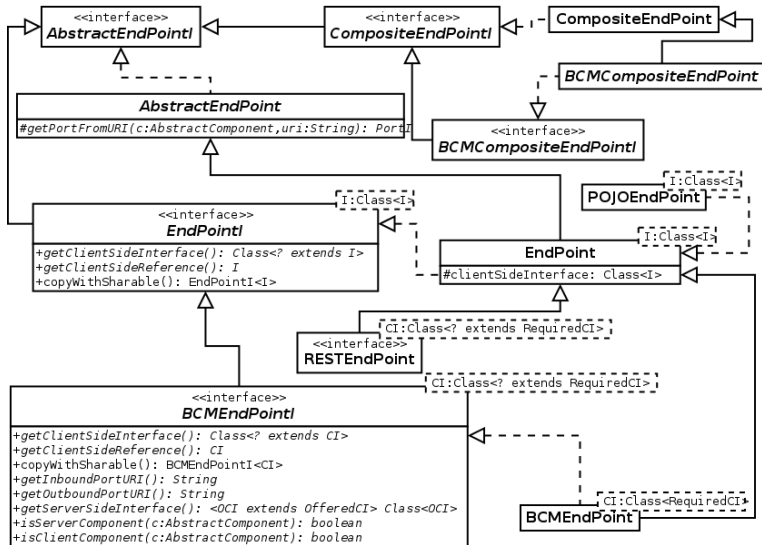 <<interface>>
AbstractEndPointI
<<interface>>
CompositeEndPointI
CompositeEndPoint
BCMCompositeEndPoint
AbstractEndPoint
#getPortFromURI(c:AbstractComponent,uri:String): PortI
<<interface>>
BCMCompositeEndPointI
I:Class<I>
POJOEndPoint
I:Class<I>
<<interface>>
EndPointI
+getClientSideInterface(): Class<? extends I>
+getClientSideReference(): I
+copyWithSharable(): EndPointI<I>
I:Class<I>
EndPoint
#clientSideInterface: Class<I>
CI:Class<? extends RequiredCI>
<<interface>>
RESTEndPoint
CI:Class<? extends RequiredCI>
<<interface>>
BCMEndPointI
+getClientSideInterface(): Class<? extends CI>
+getClientSideReference(): CI
+copyWithSharable(): BCMEndPointI<CI>
+getInboundPortURI(): String
+getOutboundPortURI(): String
+getServerSideInterface(): <OCI extends OfferedCI> Class<OCI>
+isServerComponent(c:AbstractComponent): boolean
+isClientComponent(c:AbstractComponent): boolean
CI:Class<RequiredCI>
BCMEndPoint